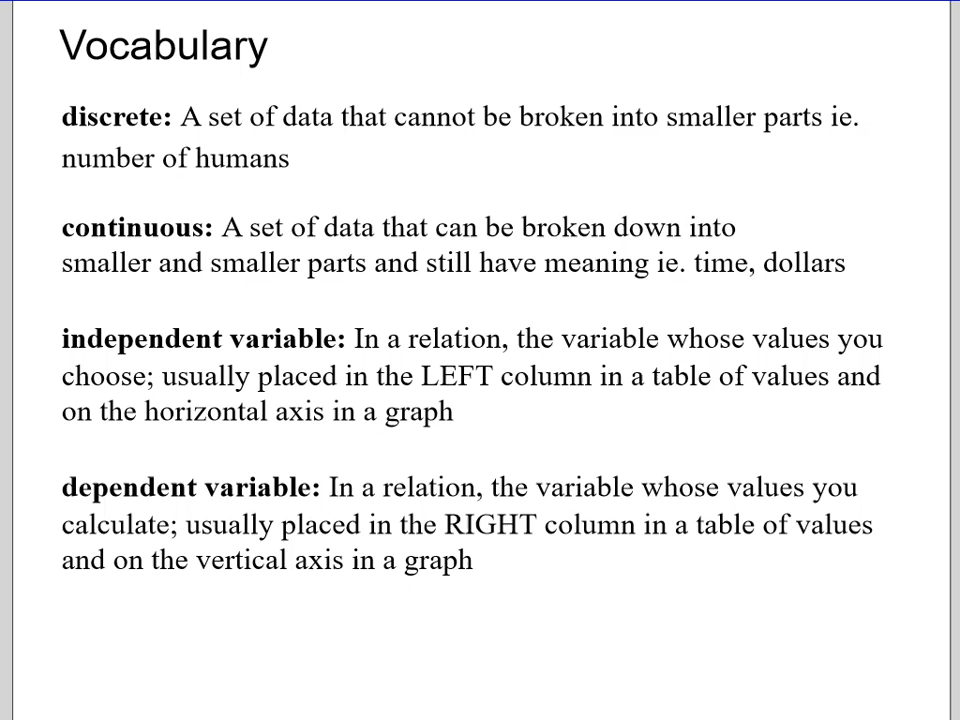 Vocabulary
discrete: A set of data that cannot be broken into smaller parts ie.
number of humans
continuous: A set of data that can be broken down into
smaller and smaller parts and still have meaning ie. time, dollars
independent variable: In a relation, the variable whose values you
choose; usually placed in the LEFT column in a table of values and
on the horizontal axis in a graph
dependent variable: In a relation, the variable whose values you
calculate; usually placed in the RIGHT column in a table of values
and on the vertical axis in a graph